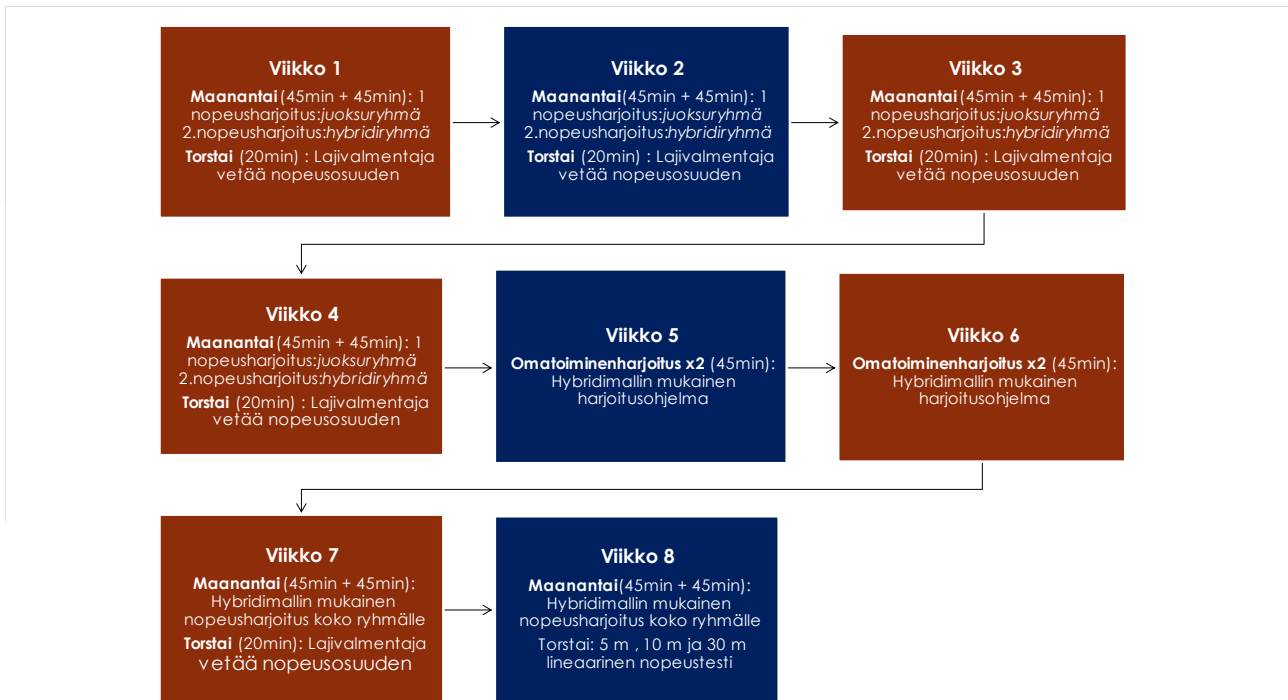 Viikko 1
Maanantai (45min + 45min): 1
nopeusharjoitus:juoksuryhmä
2.nopeusharjoitus:hybridiryhmä
Torstai (20min) : Lajivalmentaja
vetää nopeusosuuden
Viikko 2
Maanantai(45min + 45min): 1
nopeusharjoitus:juoksuryhmä
2.nopeusharjoitus:hybridiryhmä
Torstai (20min) : Lajivalmentaja
vetää nopeusosuuden
Viikko 3
Maanantai(45min + 45min): 1
nopeusharjoitus:juoksuryhmä
2.nopeusharjoitus:hybridiryhmä
Torstai (20min) : Lajivalmentaja
vetää nopeusosuuden
Viikko 4
Maanantai (45min + 45min): 1
nopeusharjoitus:juoksuryhmä
2.nopeusharjoitus:hybridiryhmä
Torstai (20min) : Lajivalmentaja
vetää nopeusosuuden
Viikko 5
Omatoiminenharjoitus x2 (45min):
Hybridimallin mukainen
harjoitusohjelma
Viikko 6
Omatoiminenharjoitus x2 (45min):
Hybridimallin mukainen
harjoitusohjelma
Viikko 7
Maanantai (45min + 45min):
Hybridimallin mukainen
nopeusharjoitus koko ryhmälle
Torstai (20min): Lajivalmentaja
vetää nopeusosuuden
Viikko 8
Maanantai(45min + 45min):
Hybridimallin mukainen
nopeusharjoitus koko ryhmälle
Torstai: 5 m , 10 m ja 30 m
lineaarinen nopeustesti